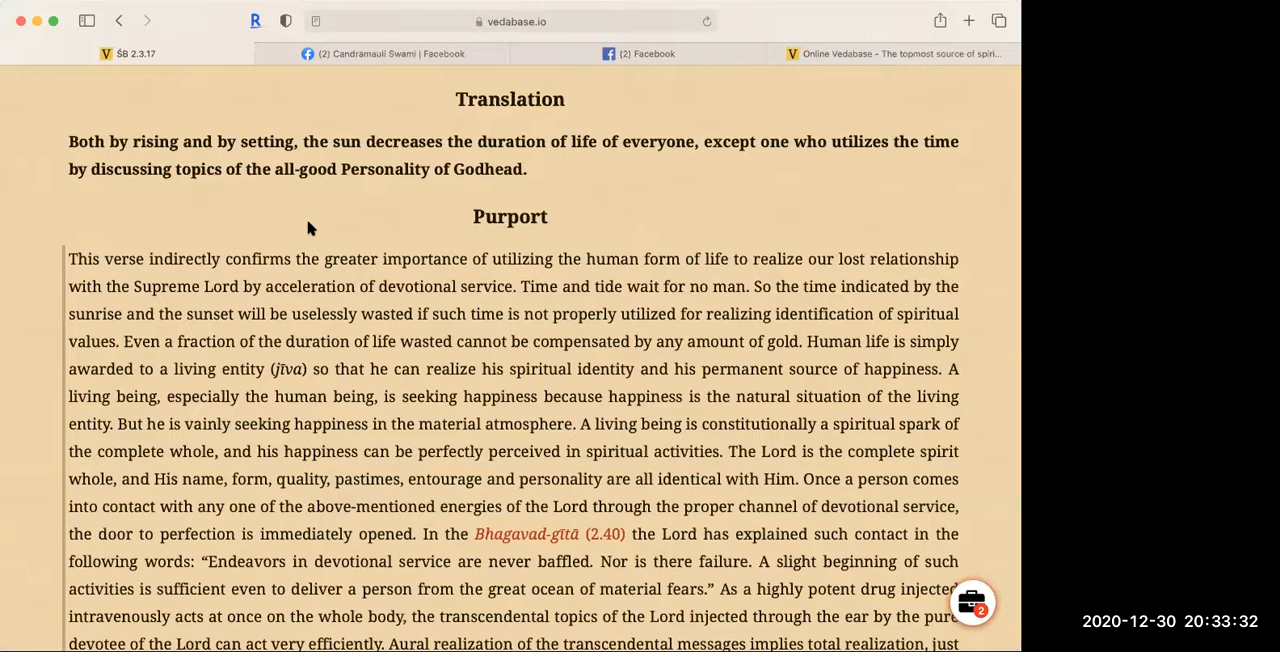 vedabase.io
ŚB 2.3.17
(2) Candramauli Swami | Facebook
(2) Facebook
Online Vedabase - The topmost source of spiri...
Translation
Both by rising and by setting, the sun decreases the duration of life of everyone, except one who utilizes the time
by discussing topics of the all-good Personality of Godhead.
Purport
This verse indirectly confirms the greater importance of utilizing the human form of life to realize our lost relationship
with the Supreme Lord by acceleration of devotional service. Time and tide wait for no man. So the time indicated by the
sunrise and the sunset will be uselessly wasted if such time is not properly utilized for realizing identification of spiritual
values. Even a fraction of the duration of life wasted cannot be compensated by any amount of gold. Human life is simply
awarded to a living entity (jīva) so that he can realize his spiritual identity and his permanent source of happiness. A
living being, especially the human being, is seeking happiness because happiness is the natural situation of the living
entity. But he is vainly seeking happiness in the material atmosphere. A living being is constitutionally a spiritual spark of
the complete whole, and his happiness can be perfectly perceived in spiritual activities. The Lord is the complete spirit
whole, and His name, form, quality, pastimes, entourage and personality are all identical with Him. Once a person comes
into contact with any one of the above-mentioned energies of the Lord through the proper channel of devotional service,
the door to perfection is immediately opened. In the Bhagavad-gītā (2.40) the Lord has explained such contact in the
following words: “Endeavors in devotional service are never baffled. Nor is there failure. A slight beginning of such
activities is sufficient even to deliver a person from the great ocean of material fears.” As a highly potent drug injected
intravenously acts at once on the whole body, the transcendental topics of the Lord injected through the ear by the pure
devotee of the Lord can act very efficiently. Aural realization of the transcendental messages implies total realization, just
2
2020-12-30 20:33:32